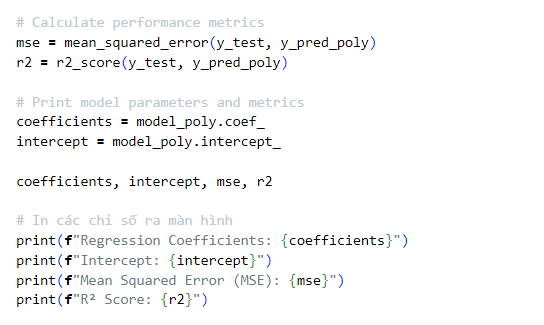 # Calculate performance metrics
mse = mean_squared_error(y_test, y_pred_poly)
r2 = r2_score(y_test, y_pred_poly)
# Print model parameters and metrics
coefficients = model_poly.coef_
intercept = model_poly.intercept_
coefficients, intercept, mse, r2
# In các chỉ số ra màn hình
print(f"Regression Coefficients: {coefficients}")
print(f"Intercept: {intercept}")
print(f"Mean Squared Error (MSE): {mse}")
print(f"R² Score: {r2}")